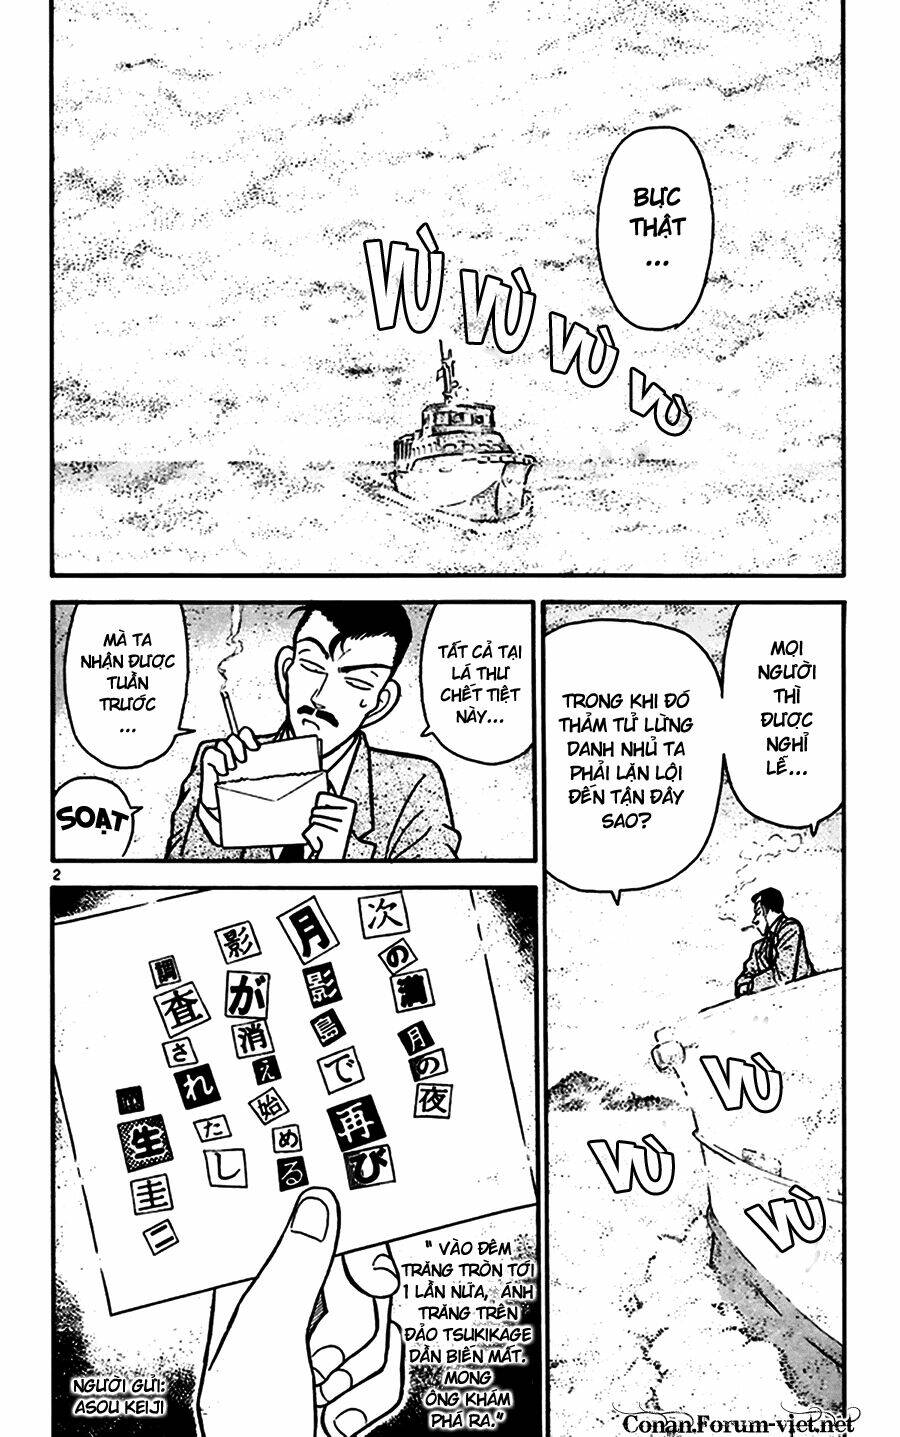 BỰC
THẬT
...
VÙ
VÙ
VÙ
VÙ
MỌI
NGƯỜI
THÌ
ĐƯỢC
NGHỈ
LỄ...
TRONG KHI ĐÓ
THÁM TỬ LỪNG
DANH NHỦ TA
PHẢI LẶN LỘI
ĐẾN TẬN ĐÂY
SAO?
VÙ
VÙ
VÙ
TẤT CẢ TẠI
LÁ THƯ
CHẾT TIỆT
NÀY...
MÀ TA
NHẬN ĐƯỢC
TUẦN
TRƯỚC
...
SOẠT
2
次の満月の夜
月影島で再び
影が消え始める
調査されたし
生圭二
" VÀO ĐÊM
TRĂNG TRÒN TỚI
1 LẦN NỮA, ÁNH
TRĂNG TRÊN
ĐẢO TSUKIKAGE
DẦN BIẾN MẤT.
MONG
ÔNG KHÁM
PHÁ RA."
NGƯỜI GỬI:
ASOU KEIJI
Conan.Forum-viet.net